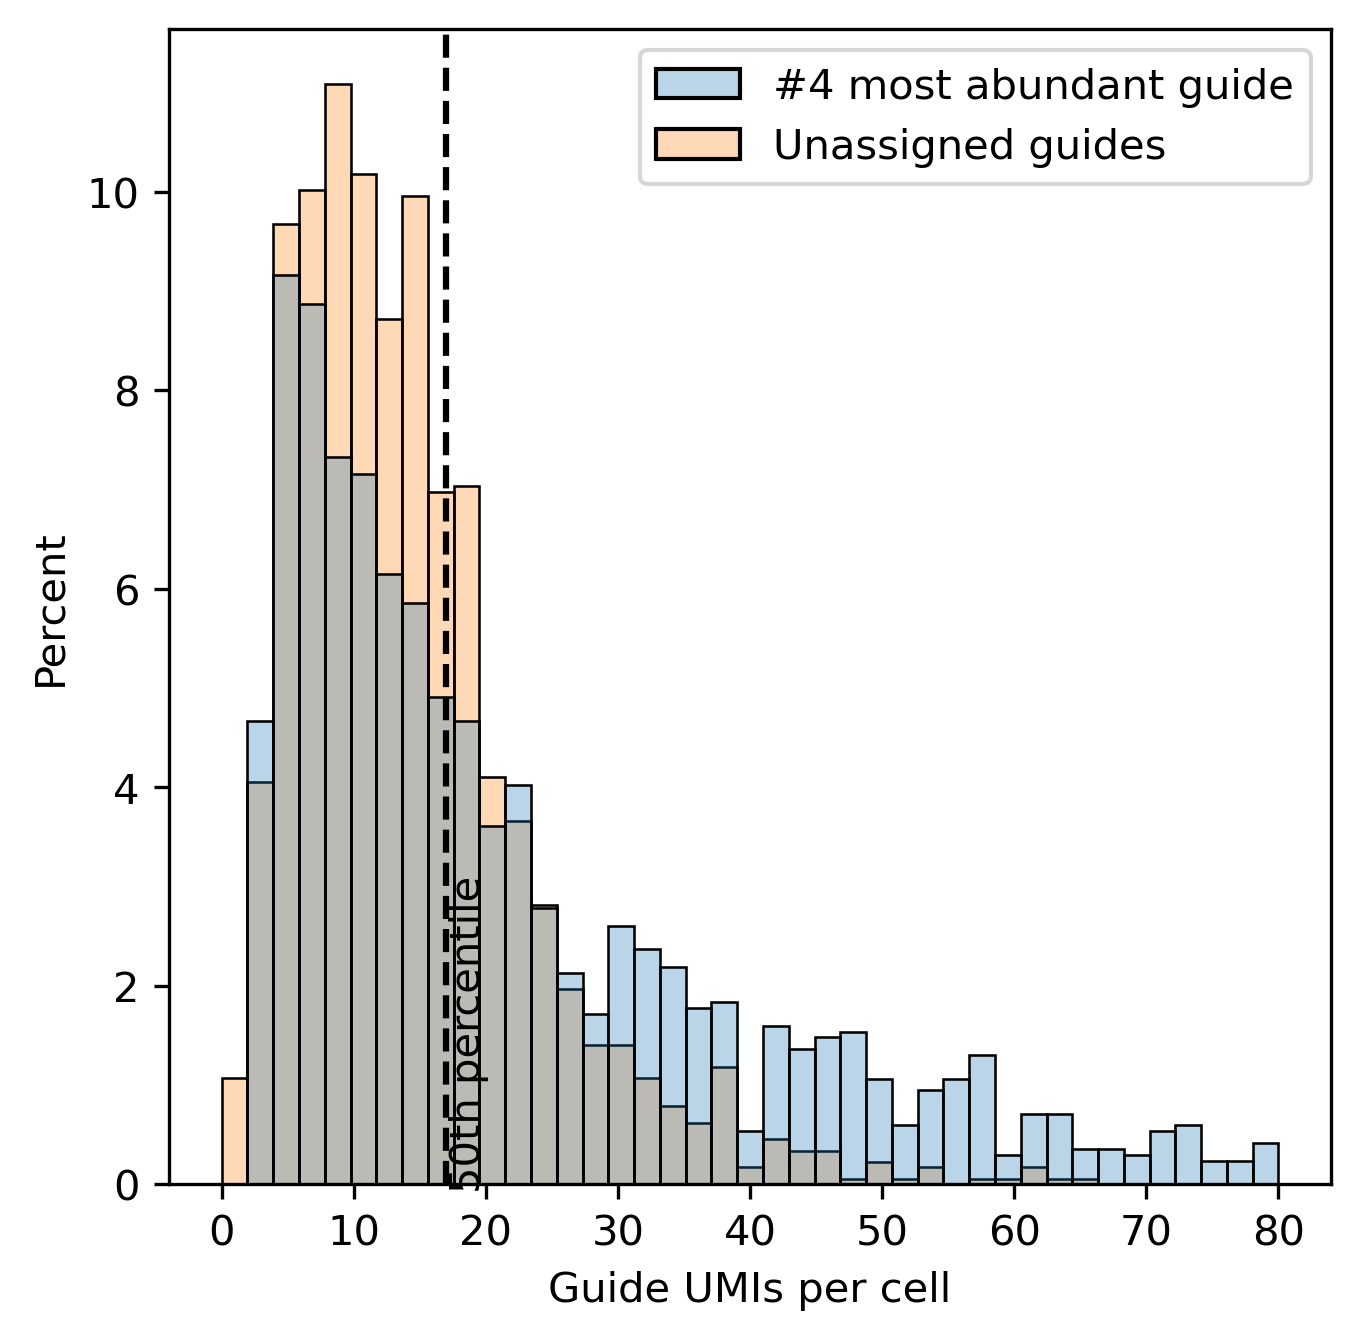 #4 most abundant guide
Unassigned guides
10
8
6
4
2
0
Percent
50th percentile
0 10 20 30 40 50 60 70 80
Guide UMIs per cell